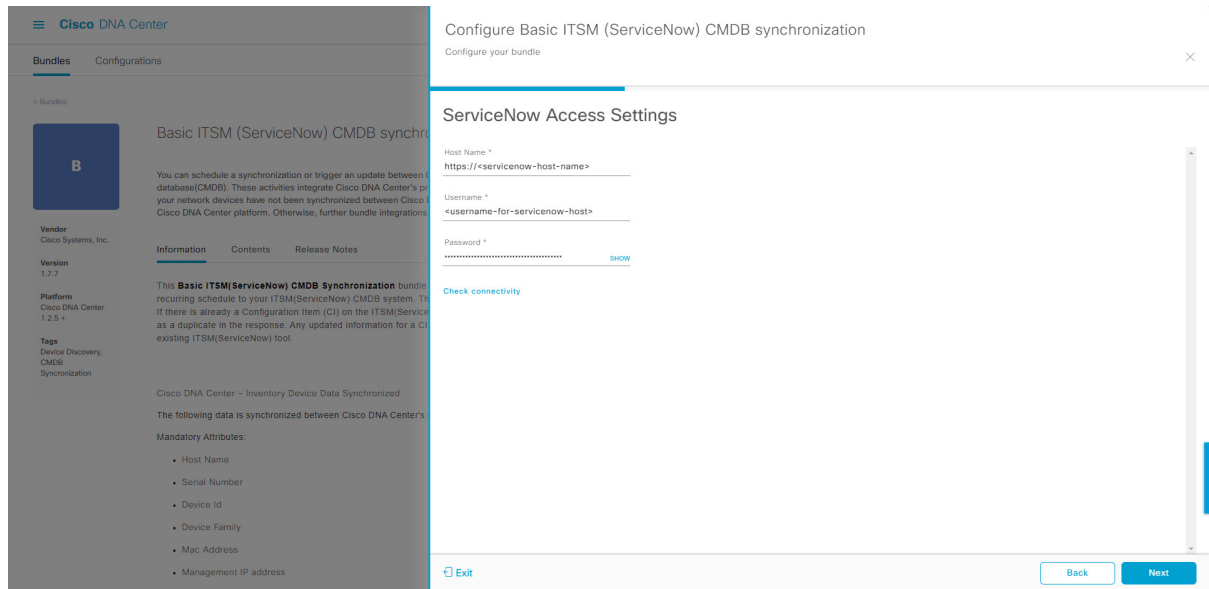 Cisco DNA Center
Bundles Configurations
< Bundles
B
Vendor
Cisco Systems, Inc.
Version
1.7.7
Platform
Cisco DNA Center
1.2.5 +
Tags
Device Discovery,
CMDB
Syncronization
Basic ITSM (ServiceNow) CMDB synchro
You can schedule a synchronization or trigger an update between
database(CMDB). These activities integrate Cisco DNA Center's pr
your network devices have not been synchronized between Cisco
Cisco DNA Center platform. Otherwise, further bundle integrations
Information Contents Release Notes
This Basic ITSM(ServiceNow) CMDB Synchronization bundle
recurring schedule to your ITSM(ServiceNow) CMDB system. Th
If there is already a Configuration Item (CI) on the ITSM(Service
as a duplicate in the response. Any updated information for a CI
existing ITSM(ServiceNow) tool.
Cisco DNA Center - Inventory Device Data Synchronized
The following data is synchronized between Cisco DNA Center's
Mandatory Attributes:
• Host Name
• Serial Number
• Device Id
• Device Family
• Mac Address
• Management IP address
Configure Basic ITSM (ServiceNow) CMDB synchronization
Configure your bundle
ServiceNow Access Settings
Host Name *
https://<servicenow-host-name>
Username *
<username-for-servicenow-host>
Password *
SHOW
Check connectivity
Exit
Back Next